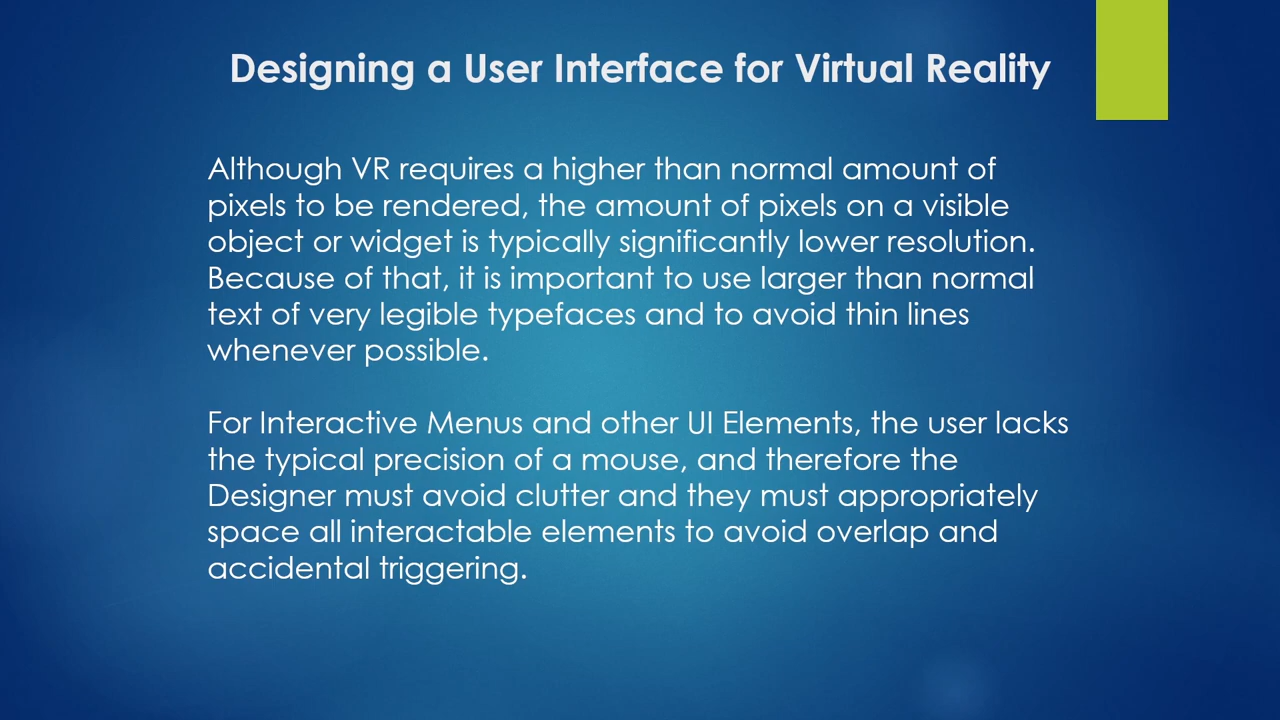 Designing a User Interface for Virtual Reality
Although VR requires a higher than normal amount of
pixels to be rendered, the amount of pixels on a visible
object or widget is typically significantly lower resolution.
Because of that, it is important to use larger than normal
text of very legible typefaces and to avoid thin lines
whenever possible.
For Interactive Menus and other UI Elements, the user lacks
the typical precision of a mouse, and therefore the
Designer must avoid clutter and they must appropriately
space all interactable elements to avoid overlap and
accidental triggering.